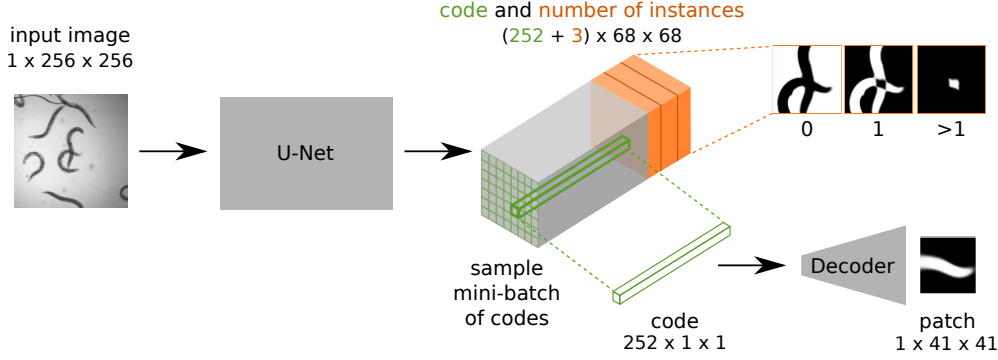 code and number of instances
(252 + 3) x 68 x 68
input image
1 x 256 x 256
U-Net
0
1
>1
sample
mini-batch
of codes
code
252 x 1 x 1
Decoder
patch
1 x 41 x 41